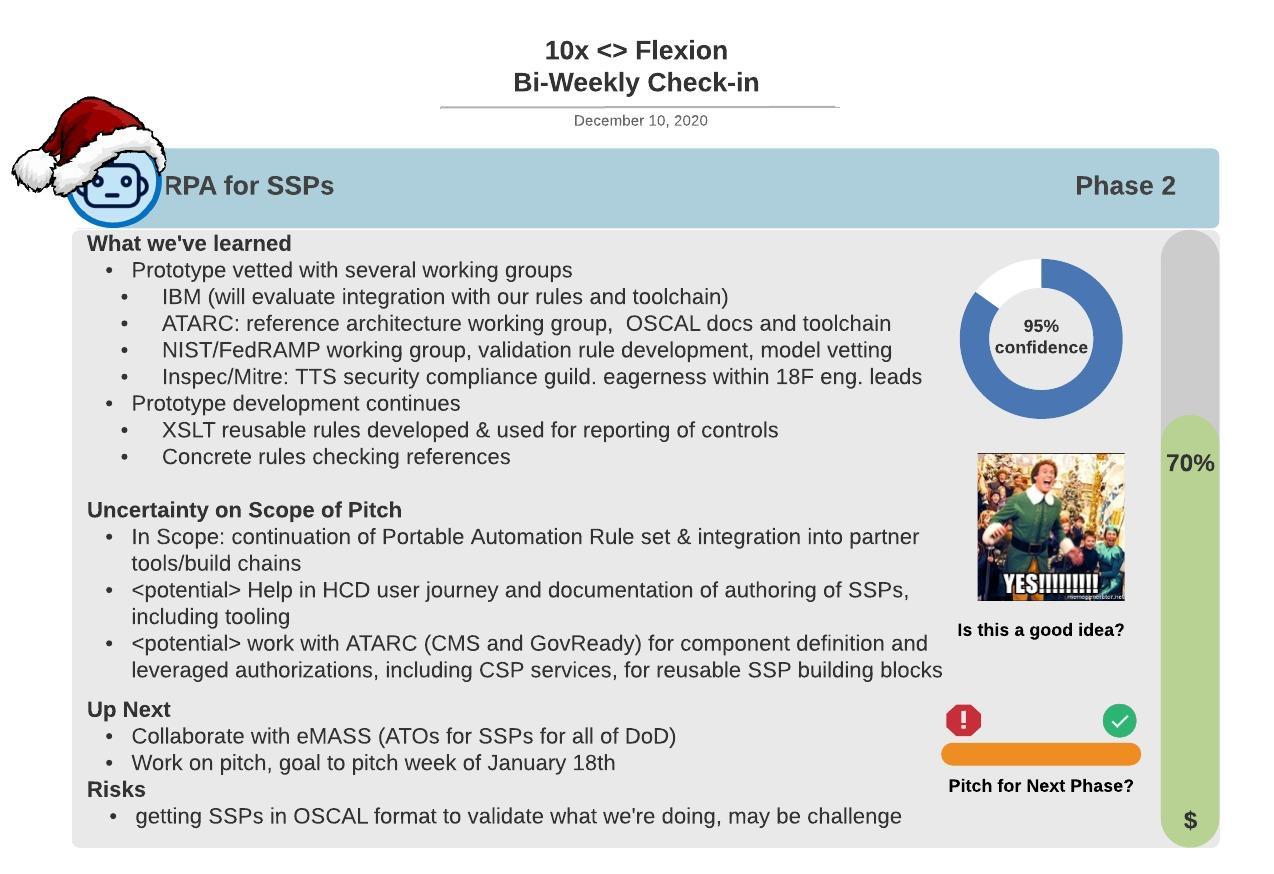 10x <> Flexion
Bi-Weekly Check-in
December 10, 2020
RPA for SSPs
Phase 2
What we've learned
• Prototype vetted with several working groups
• IBM (will evaluate integration with our rules and toolchain)
• ATARC: reference architecture working group,  OSCAL docs and toolchain
• NIST/FedRAMP working group, validation rule development, model vetting
• Inspec/Mitre: TTS security compliance guild. eagerness within 18F eng. leads
• Prototype development continues
• XSLT reusable rules developed & used for reporting of controls
• Concrete rules checking references
Uncertainty on Scope of Pitch
• In Scope: continuation of Portable Automation Rule set & integration into partner
tools/build chains
• <potential> Help in HCD user journey and documentation of authoring of SSPs,
including tooling
• <potential> work with ATARC (CMS and GovReady) for component definition and
leveraged authorizations, including CSP services, for reusable SSP building blocks
Up Next
• Collaborate with eMASS (ATOs for SSPs for all of DoD)
• Work on pitch, goal to pitch week of January 18th
Risks
• getting SSPs in OSCAL format to validate what we're doing, may be challenge
95%
confidence
YES!!!!!!!!!
memegenerator.net
Is this a good idea?
!
Pitch for Next Phase?
70%
$